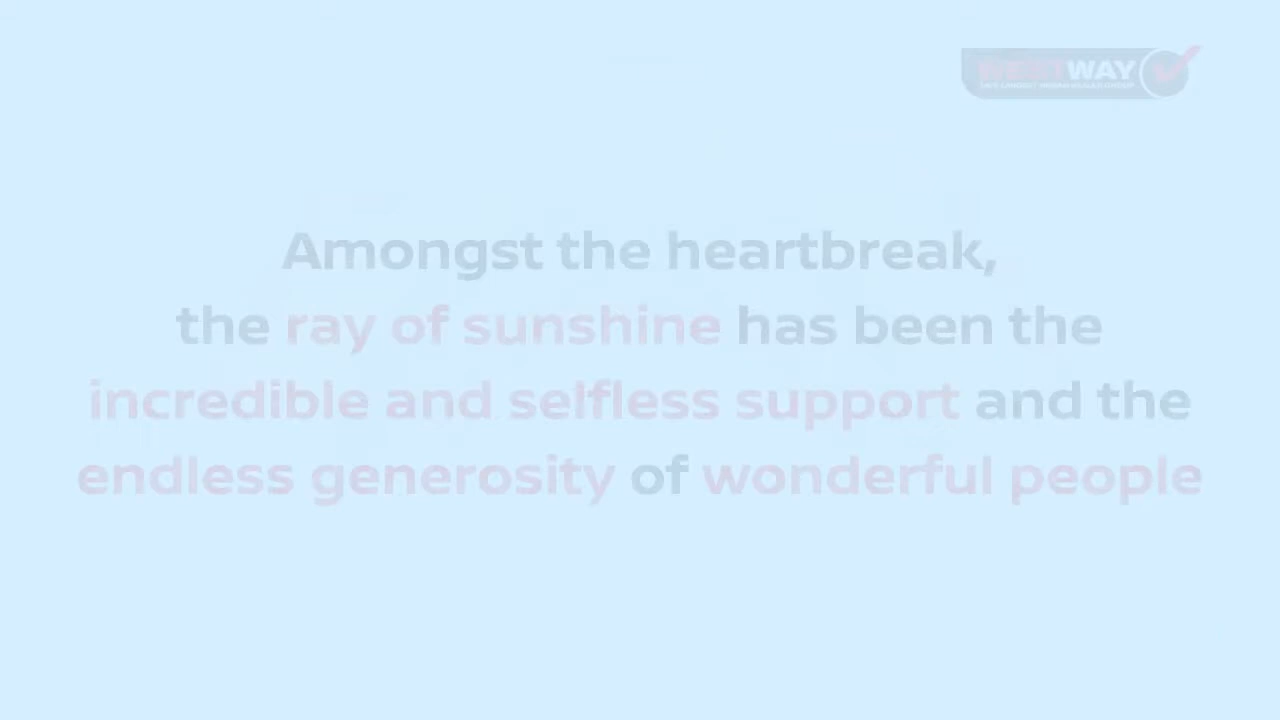 WAY
Amongst the heartbreak,
the ray of sunshine has been the
incredible and selfless support and the
endless generosity of wonderful people